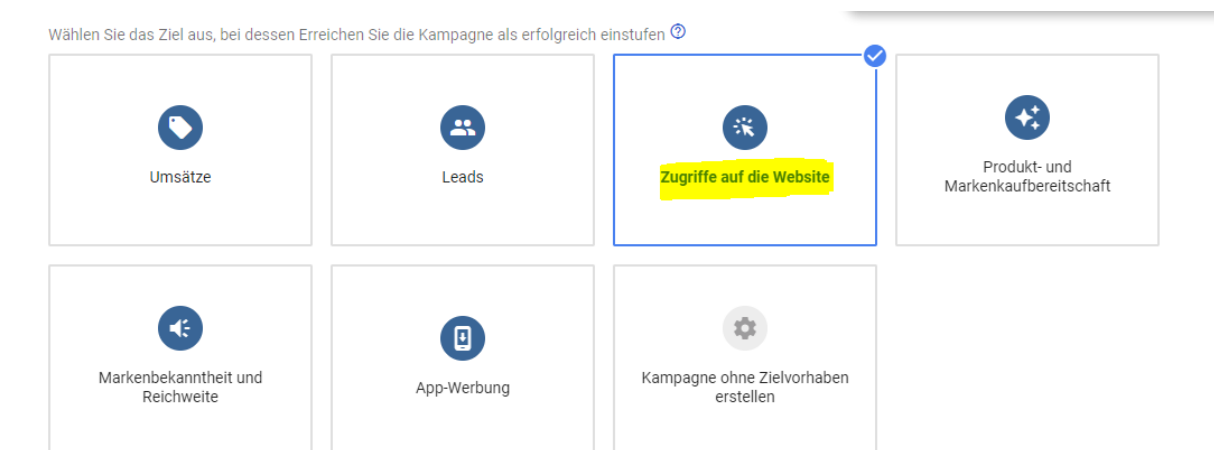 Wählen Sie das Ziel aus, bei dessen Erreichen Sie die Kampagne als erfolgreich einstufen
Umsätze
Leads
Zugriffe auf die Website
Produkt- und
Markenkaufbereitschaft
Markenbekanntheit und
Reichweite
App-Werbung
Kampagne ohne Zielvorhaben
erstellen